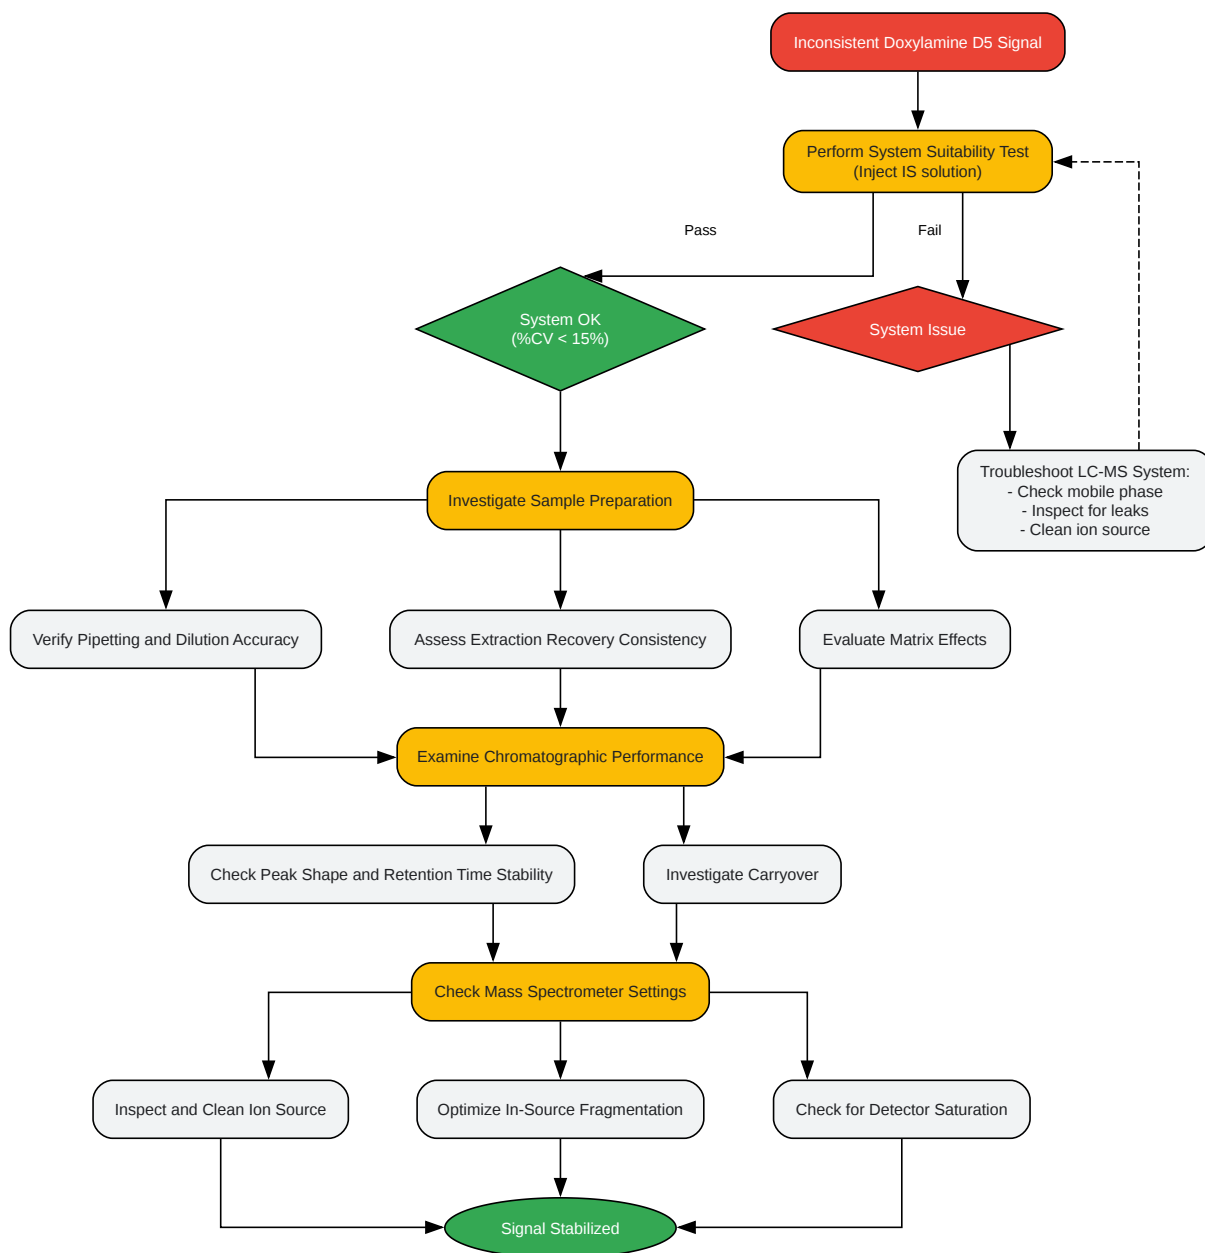 Inconsistent Doxylamine D5 Signal
Perform System Suitability Test
(Inject IS solution)
Pass
Fail
System OK
(%CV < 15%)
System Issue
Troubleshoot LC-MS System:
- Check mobile phase
- Inspect for leaks
- Clean ion source
Investigate Sample Preparation
Verify Pipetting and Dilution Accuracy
Assess Extraction Recovery Consistency
Evaluate Matrix Effects
Examine Chromatographic Performance
Check Peak Shape and Retention Time Stability
Investigate Carryover
Check Mass Spectrometer Settings
Inspect and Clean Ion Source
Optimize In-Source Fragmentation
Check for Detector Saturation
Signal Stabilized